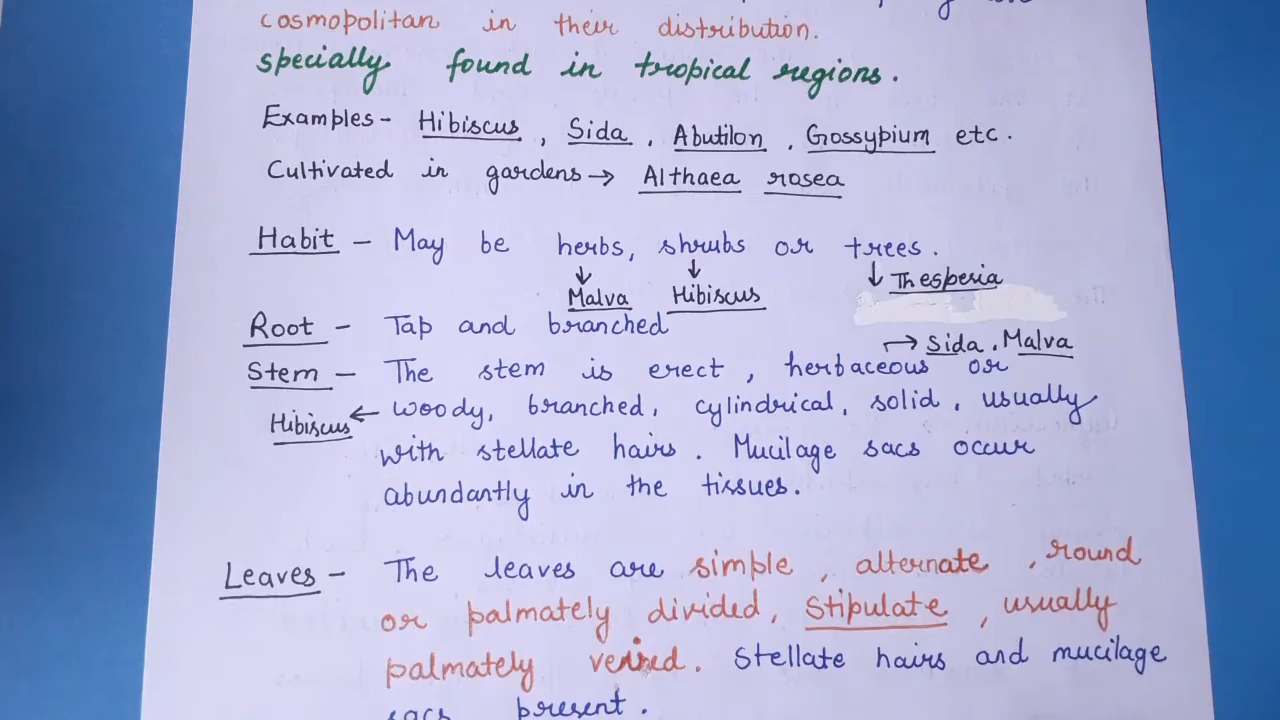 cosmopolitan in their distribution.
specially found in tropical regions.
Examples- Hibiscus, Sida, Abutilon, Gossypium etc.
Cultivated in gardens → Althaea rosea
Habit - May be herbs, shrubs or trees.
↓ Malva ↓ Hibiscus ↓ Thesperia
Root - Tap and branched
→ Sida, Malva
Stem - The stem is erect, herbaceous or
Hibiscus ← woody, branched, cylindrical, solid, usually
with stellate hairs. Mucilage sacs occur
abundantly in the tissues.
Leaves - The leaves are simple, alternate, round
or palmately divided, stipulate, usually
palmately veined. Stellate hairs and mucilage
sacs present.